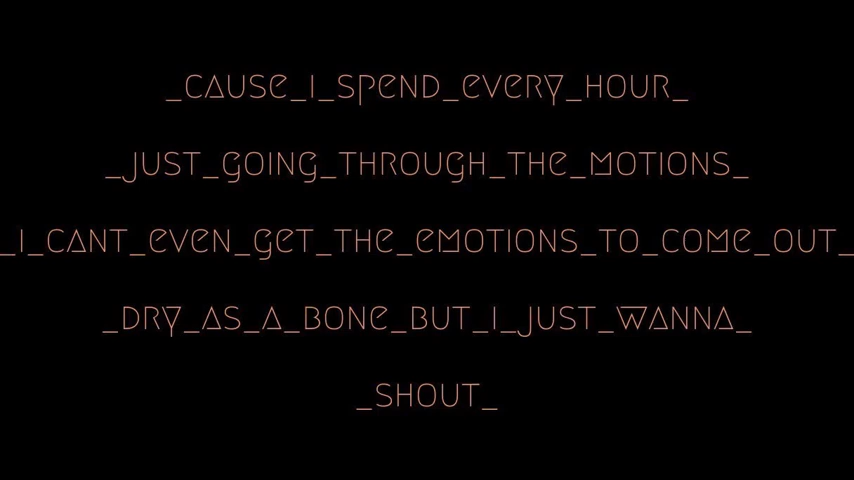 _CAUSE_I_SPEND_EVERY_HOUR_
_JUST_GOING_THROUGH_THE_MOTIONS_
_I_CANT_EVEN_GET_THE_EMOTIONS_TO_COME_OUT_
_DRY_AS_A_BONE_BUT_I_JUST_WANNA_
_SHOUT_